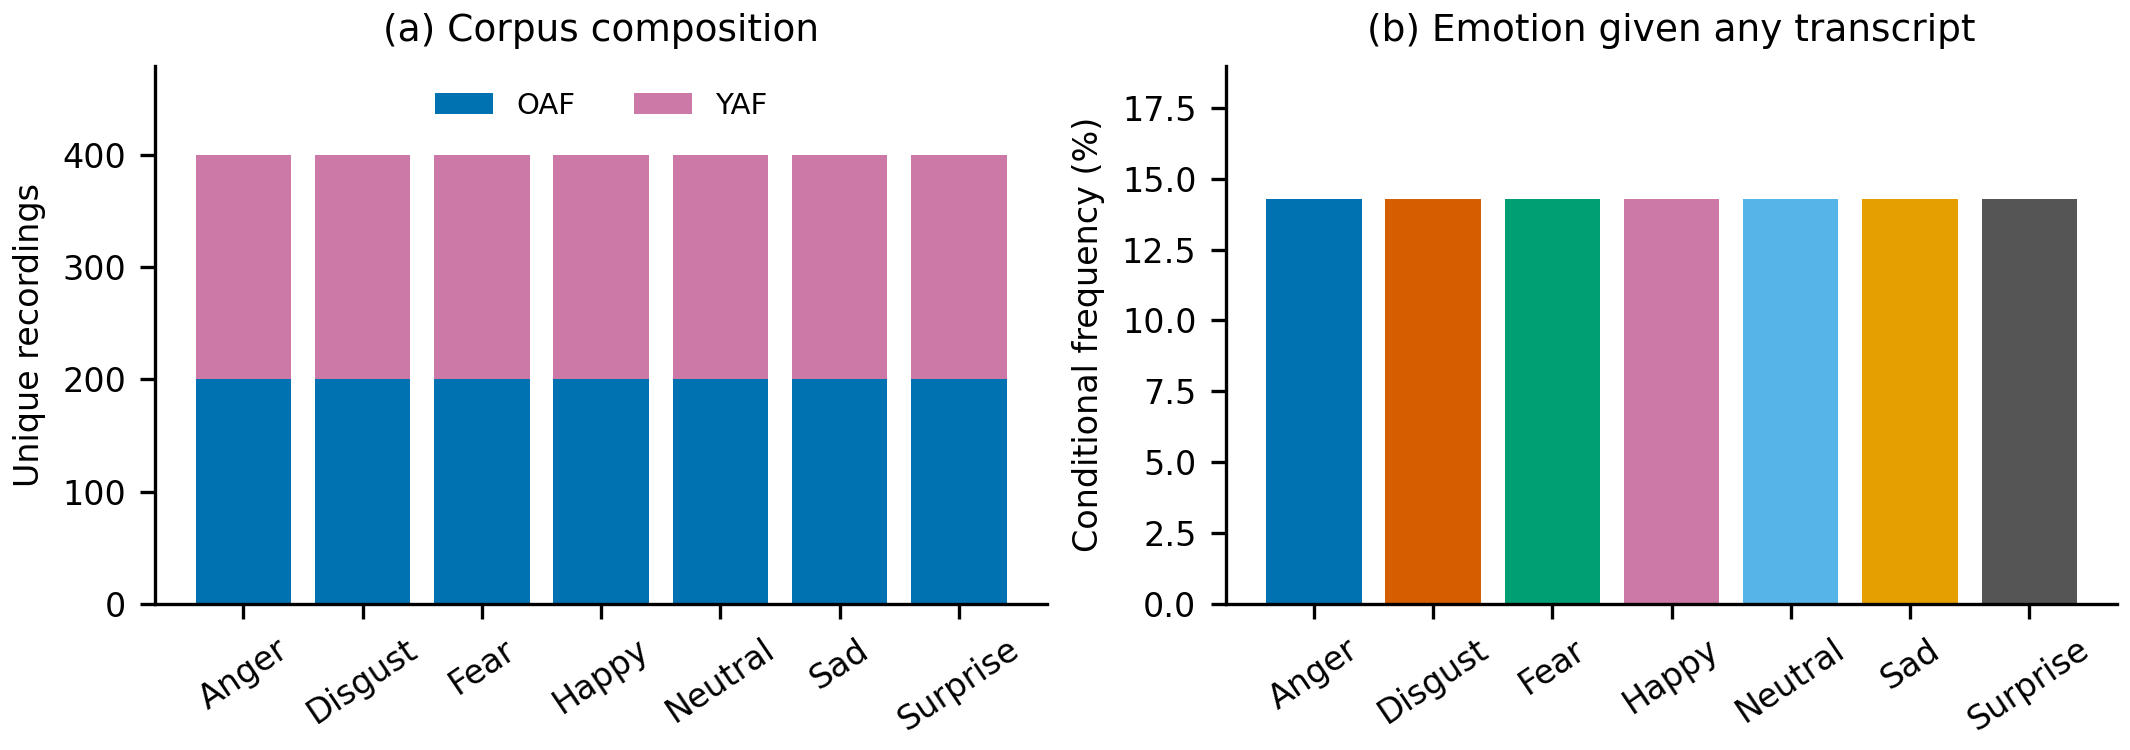 (a) Corpus composition
OAF YAF
Unique recordings
400
300
200
100
0
Anger Disgust Fear Happy Neutral Sad Surprise
(b) Emotion given any transcript
Conditional frequency (%)
17.5
15.0
12.5
10.0
7.5
5.0
2.5
0.0
Anger Disgust Fear Happy Neutral Sad Surprise